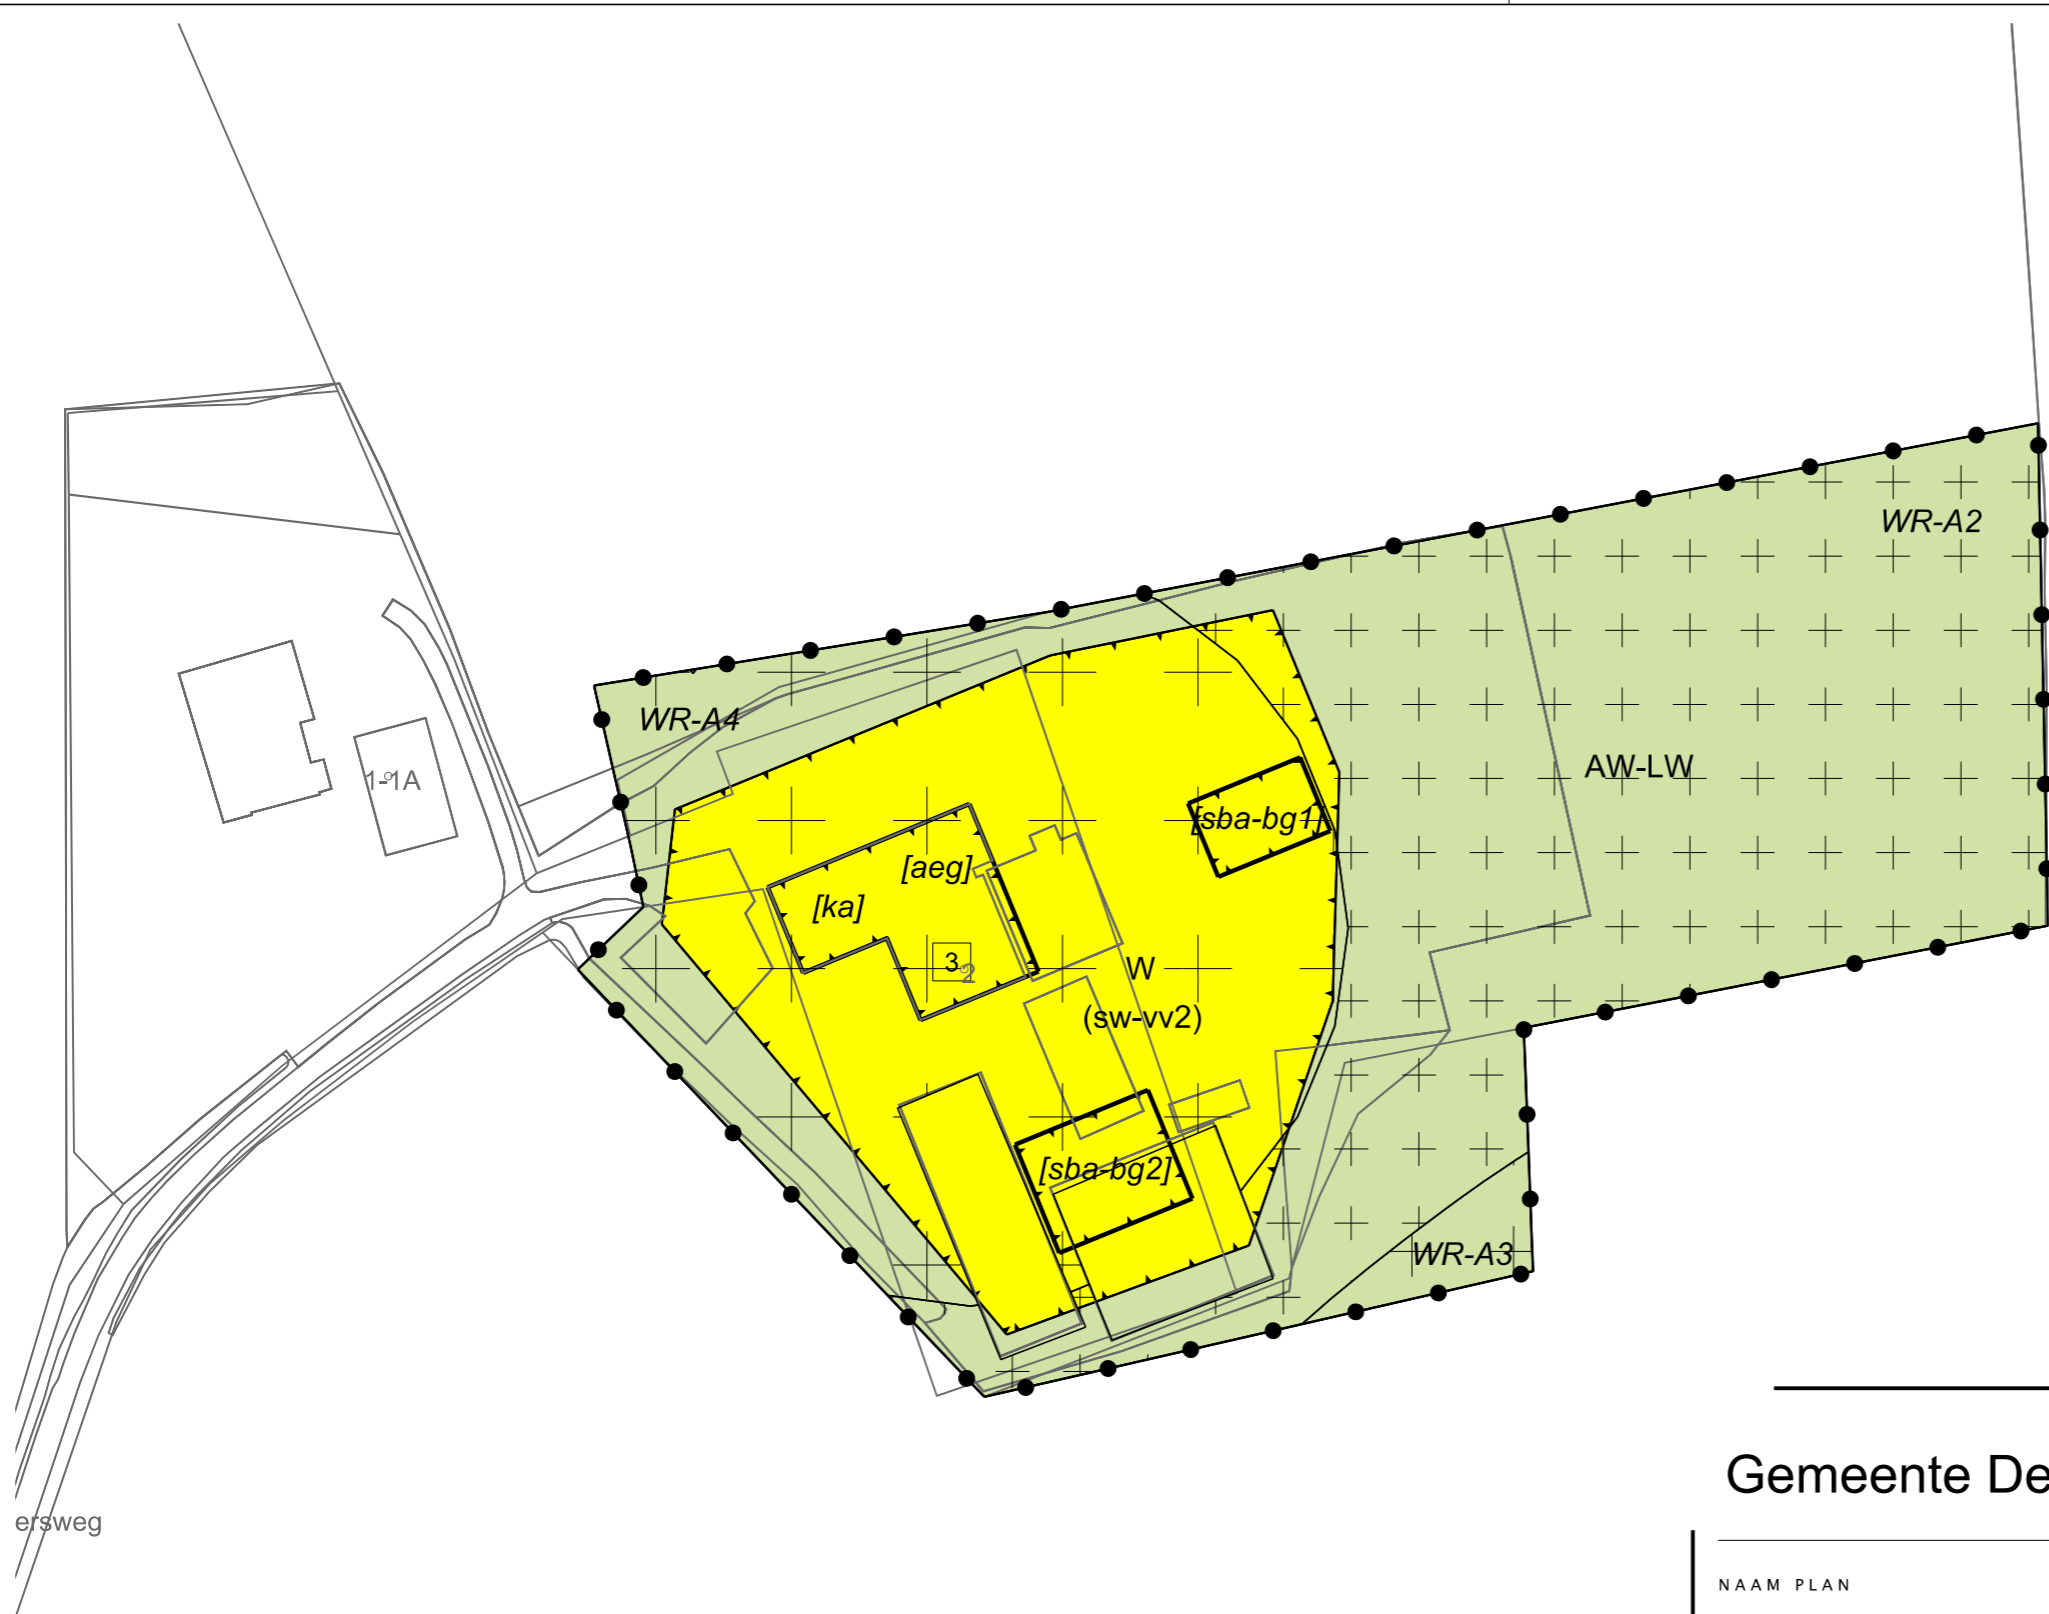 WR-A2
WR-A4
AW-LW
1-1A
[sba-bg1]
[aeg]
[ka]
3
2
W
(sw-vv2)
[sba-bg2]
WR-A3
Gemeente De
ersweg
NAAM PLAN